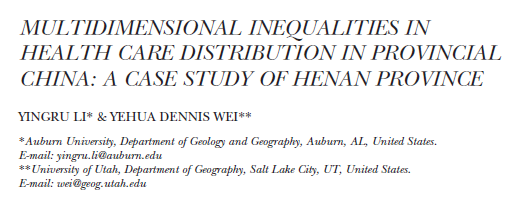 MULTIDIMENSIONAL INEQUALITIES IN
HEALTH CARE DISTRIBUTION IN PROVINCIAL
CHINA: A CASE STUDY OF HENAN PROVINCE
YINGRU LI* & YEHUA DENNIS WEI**
*Auburn University, Department of Geology and Geography, Auburn, AL, United States.
E-mail: yingru.li@auburn.edu
**University of Utah, Department of Geography, Salt Lake City, UT, United States.
E-mail: wei@geog.utah.edu